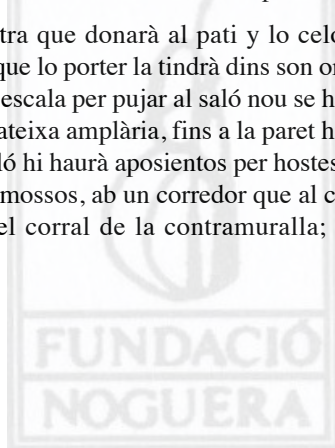 tra que donarà al pati y lo celo
que lo porter la tindrà dins son or
escala per pujar al saló nou se h
ateixa amplària, fins a la paret h
ló hi haurà aposientos per hostes
mossos, ab un corredor que al c
el corral de la contramuralla;
FUNDACIÓ
NOGUERA